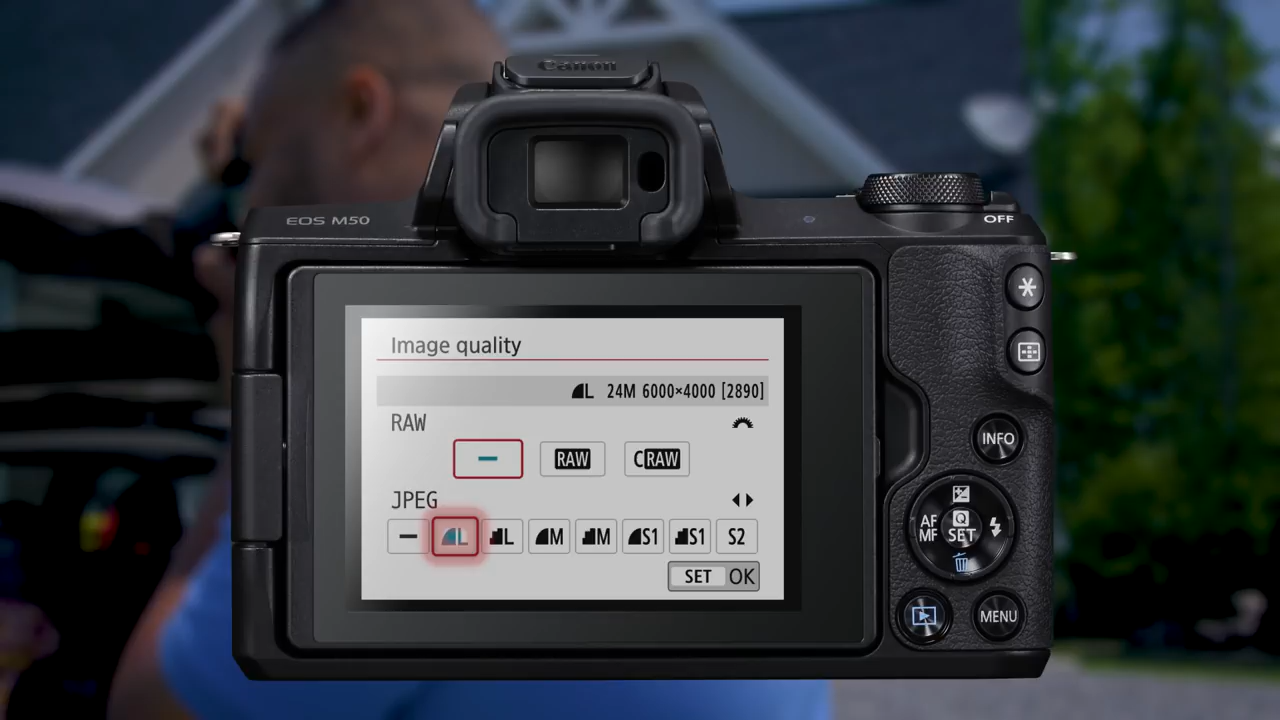 Canon
EOS M50
OFF
Image quality
L 24M 6000×4000 [2890]
RAW
– RAW CRAW
JPEG
– L L M M S1 S1 S2
SET OK
INFO
AF
MF
Q
SET
MENU